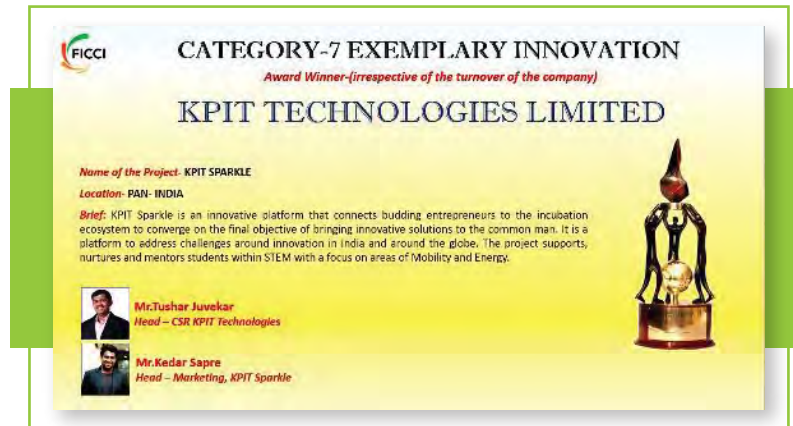 FICCI
CATEGORY-7 EXEMPLARY INNOVATION
Award Winner-(irrespective of the turnover of the company)
KPIT TECHNOLOGIES LIMITED
Name of the Project- KPIT SPARKLE
Location- PAN- INDIA
Brief: KPIT Sparkle is an innovative platform that connects budding entrepreneurs to the incubation
ecosystem to converge on the final objective of bringing innovative solutions to the common man. It is a
platform to address challenges around innovation in India and around the globe. The project supports,
nurtures and mentors students within STEM with a focus on areas of Mobility and Energy.
Mr.Tushar Juvekar
Head – CSR KPIT Technologies
Mr.Kedar Sapre
Head – Marketing, KPIT Sparkle